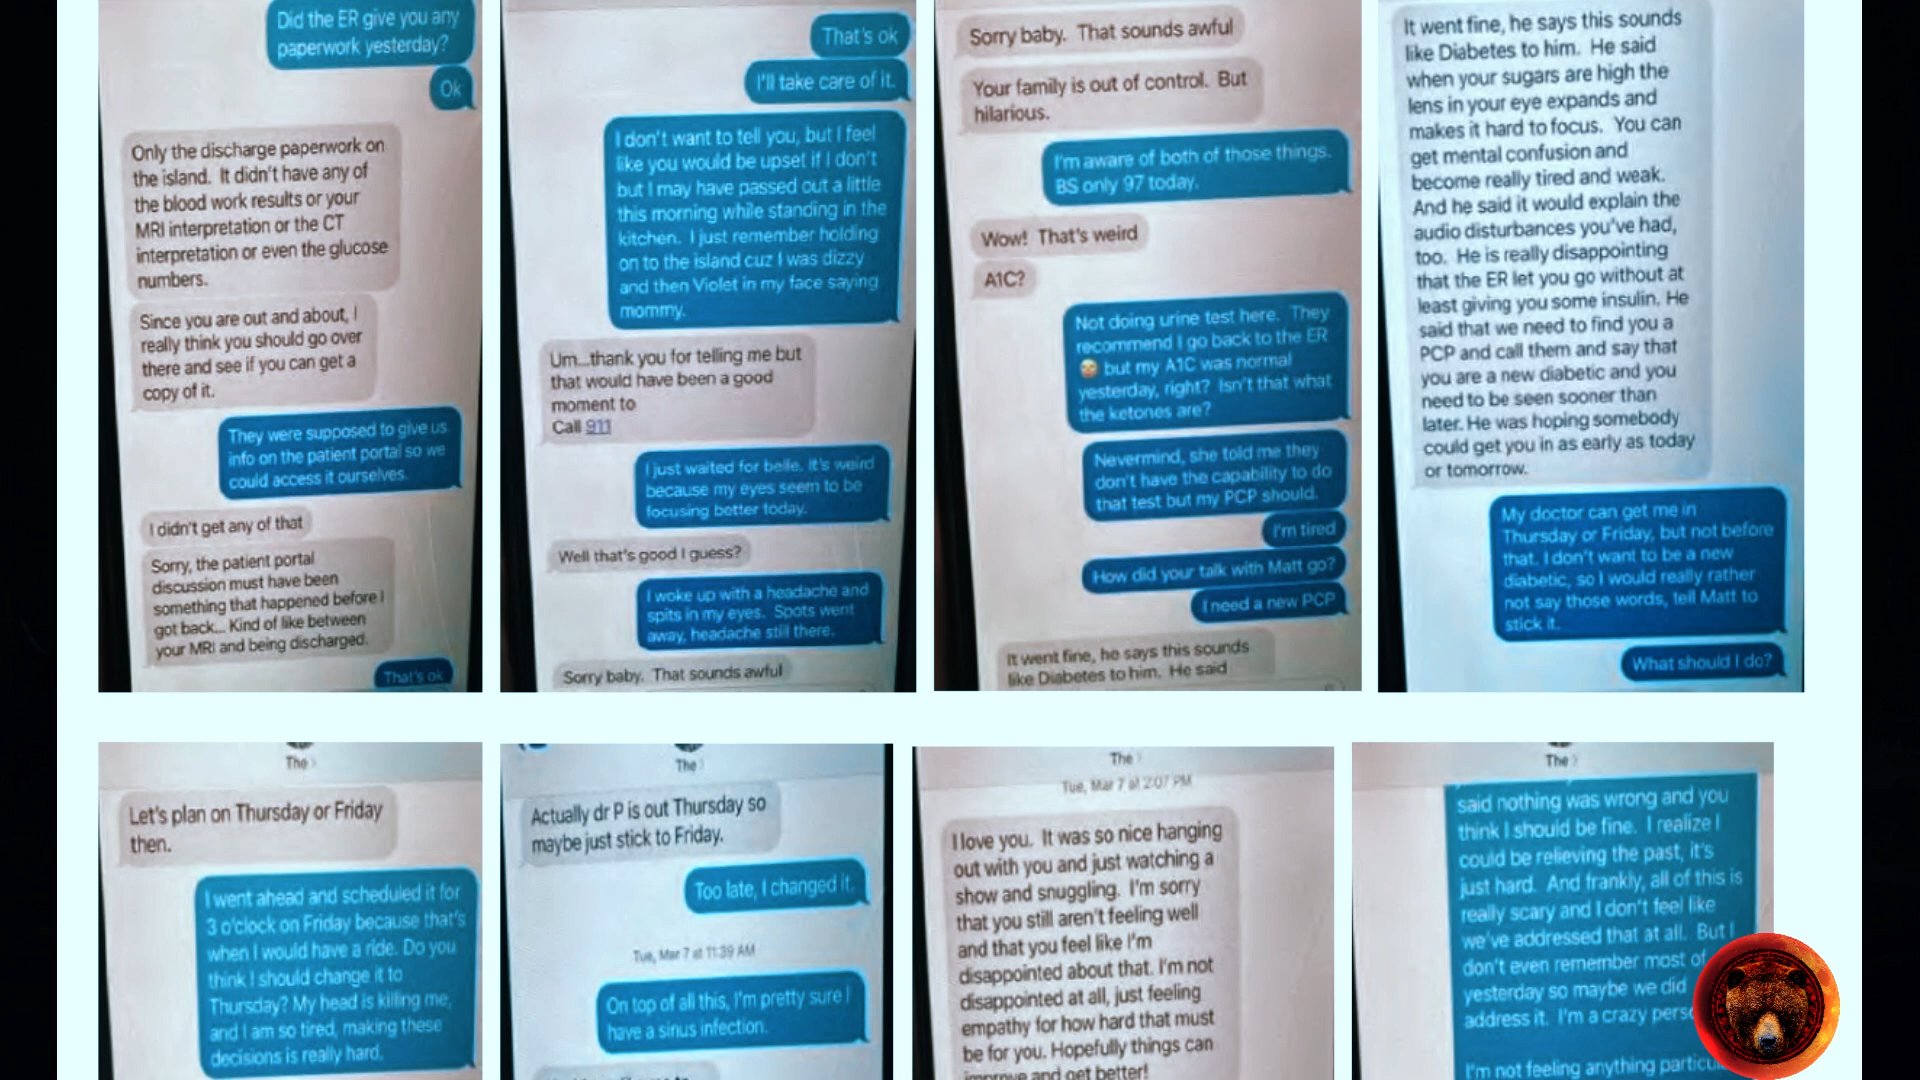 Did the ER give you any
paperwork yesterday?
Ok
Only the discharge paperwork on
the island. It didn't have any of
the blood work results or your
MRI interpretation or the CT
interpretation or even the glucose
numbers.
Since you are out and about, I
really think you should go over
there and see if you can get a
copy of it.
They were supposed to give us
info on the patient portal so we
could access it ourselves.
I didn't get any of that
Sorry, the patient portal
discussion must have been
something that happened before I
got back... Kind of like between
your MRI and being discharged.
That's ok
That's ok
I'll take care of it.
I don't want to tell you, but I feel
like you would be upset if I don't
but I may have passed out a little
this morning while standing in the
kitchen. I just remember holding
on to the island cuz I was dizzy
and then Violet in my face saying
mommy.
Um...thank you for telling me but
that would have been a good
moment to
Call 911
I just waited for belle. It's weird
because my eyes seem to be
focusing better today.
Well that's good I guess?
I woke up with a headache and
spits in my eyes. Spots went
away, headache still there.
Sorry baby. That sounds awful
Sorry baby. That sounds awful
Your family is out of control. But
hilarious.
I'm aware of both of those things.
BS only 97 today.
Wow! That's weird
A1C?
Not doing urine test here. They
recommend I go back to the ER
but my A1C was normal
yesterday, right? Isn't that what
the ketones are?
Nevermind, she told me they
don't have the capability to do
that test but my PCP should.
I'm tired
How did your talk with Matt go?
I need a new PCP
It went fine, he says this sounds
like Diabetes to him. He said
It went fine, he says this sounds
like Diabetes to him. He said
when your sugars are high the
lens in your eye expands and
makes it hard to focus. You can
get mental confusion and
become really tired and weak.
And he said it would explain the
audio disturbances you've had,
too. He is really disappointing
that the ER let you go without at
least giving you some insulin. He
said that we need to find you a
PCP and call them and say that
you are a new diabetic and you
need to be seen sooner than
later. He was hoping somebody
could get you in as early as today
or tomorrow.
My doctor can get me in
Thursday or Friday, but not before
that. I don't want to be a new
diabetic, so I would really rather
not say those words, tell Matt to
stick it.
What should I do?
The
Let's plan on Thursday or Friday
then.
I went ahead and scheduled it for
3 o'clock on Friday because that's
when I would have a ride. Do you
think I should change it to
Thursday? My head is killing me,
and I am so tired, making these
decisions is really hard.
The
Actually dr P is out Thursday so
maybe just stick to Friday.
Too late, I changed it.
Tue, Mar 7 at 11:39 AM
On top of all this, I'm pretty sure I
have a sinus infection.
The
Tue, Mar 7 at 2:07 PM
I love you. It was so nice hanging
out with you and just watching a
show and snuggling. I'm sorry
that you still aren't feeling well
and that you feel like I'm
disappointed about that. I'm not
disappointed at all, just feeling
empathy for how hard that must
be for you. Hopefully things can
improve and get better!
The
said nothing was wrong and you
think I should be fine. I realize I
could be relieving the past, it's
just hard. And frankly, all of this is
really scary and I don't feel like
we've addressed that at all. But I
don't even remember most of
yesterday so maybe we did
address it. I'm a crazy
I'm not feeling anything